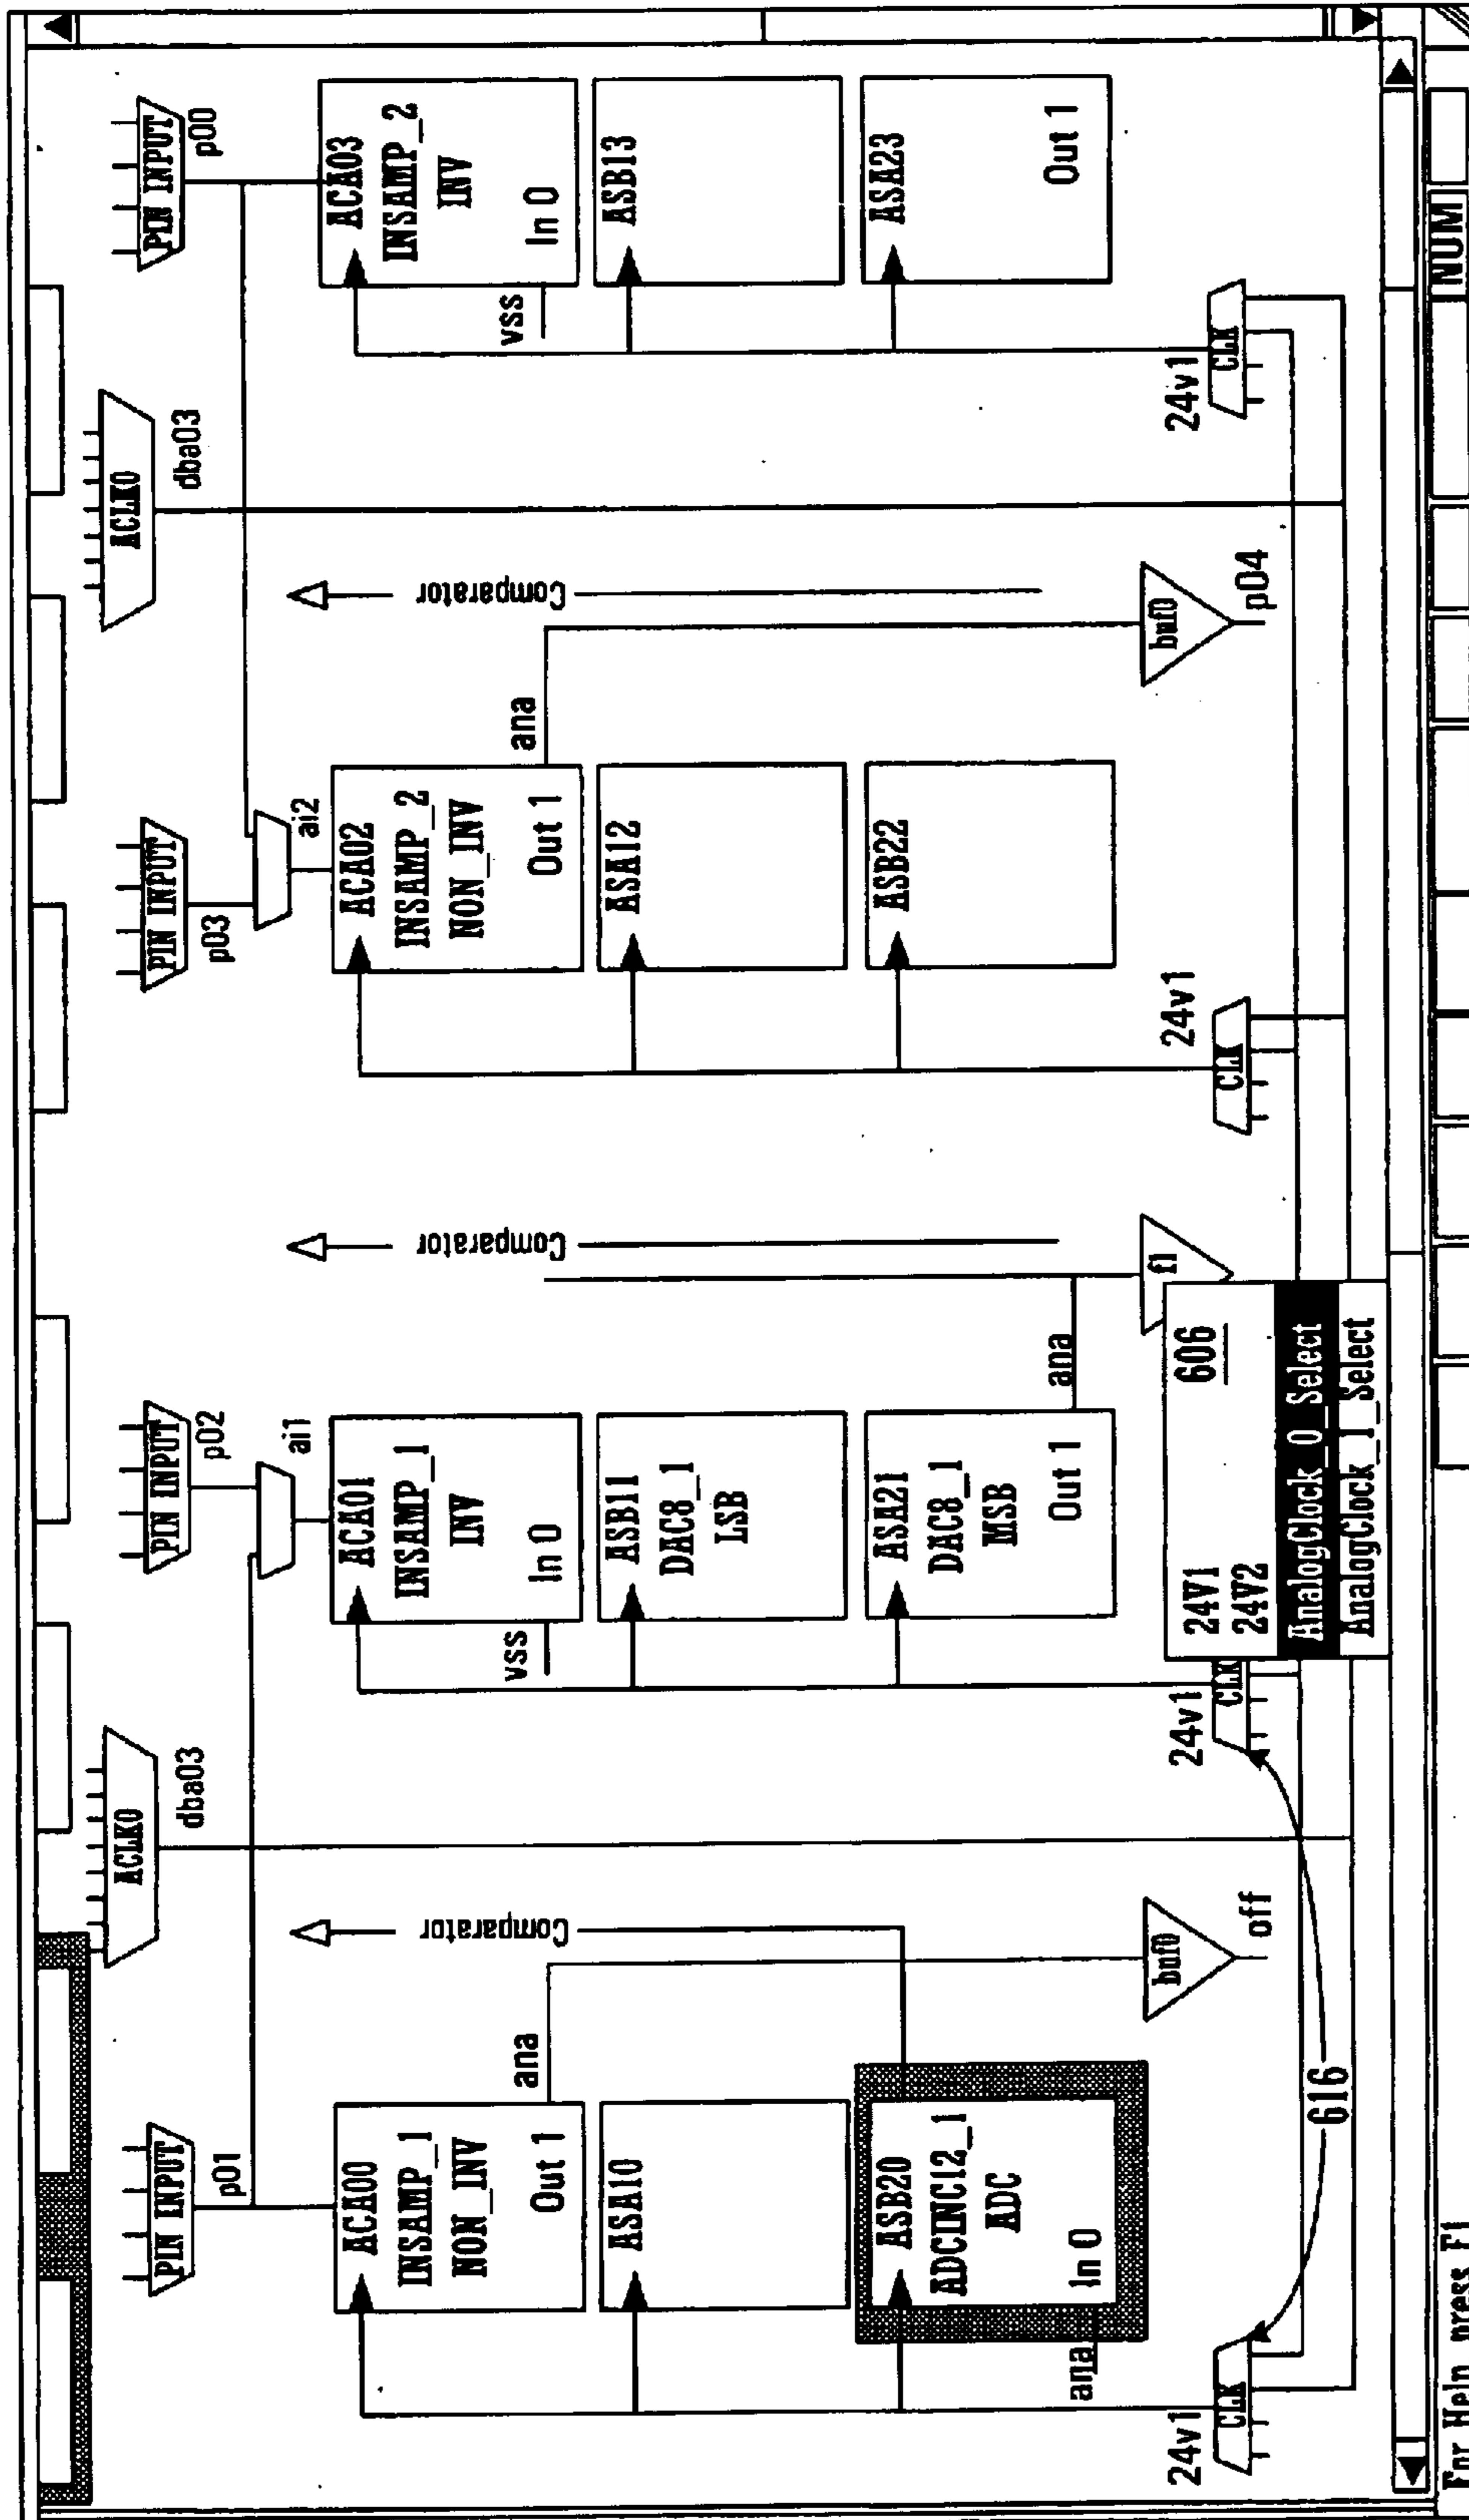 PIN INPUT
p01
ACLK0
dba03
PIN INPUT
p02
ai1
PIN INPUT
p03
ai2
ACLK0
dba03
PIN INPUT
p00
ACA00
INSAMP_1
NON_INV
Out 1
ana
ASA10
ASB20
ADCINC12_1
ADC
In 0
ana
24v1
CLK
Comparator
buf0
off
ACA01
INSAMP_1
INV
In 0
vss
ASB11
DAC8_1
LSB
ASA21
DAC8_1
MSB
Out 1
ana
24v1
CLK
Comparator
f1
606
24V1
24V2
AnalogClock_0_Select
AnalogClock_1_Select
616
ACA02
INSAMP_2
NON_INV
Out 1
ana
ASA12
ASB22
24v1
CLK
Comparator
buf0
p04
ACA03
INSAMP_2
INV
In 0
vss
ASB13
ASA23
Out 1
24v1
CLK
For Help press F1
NUM